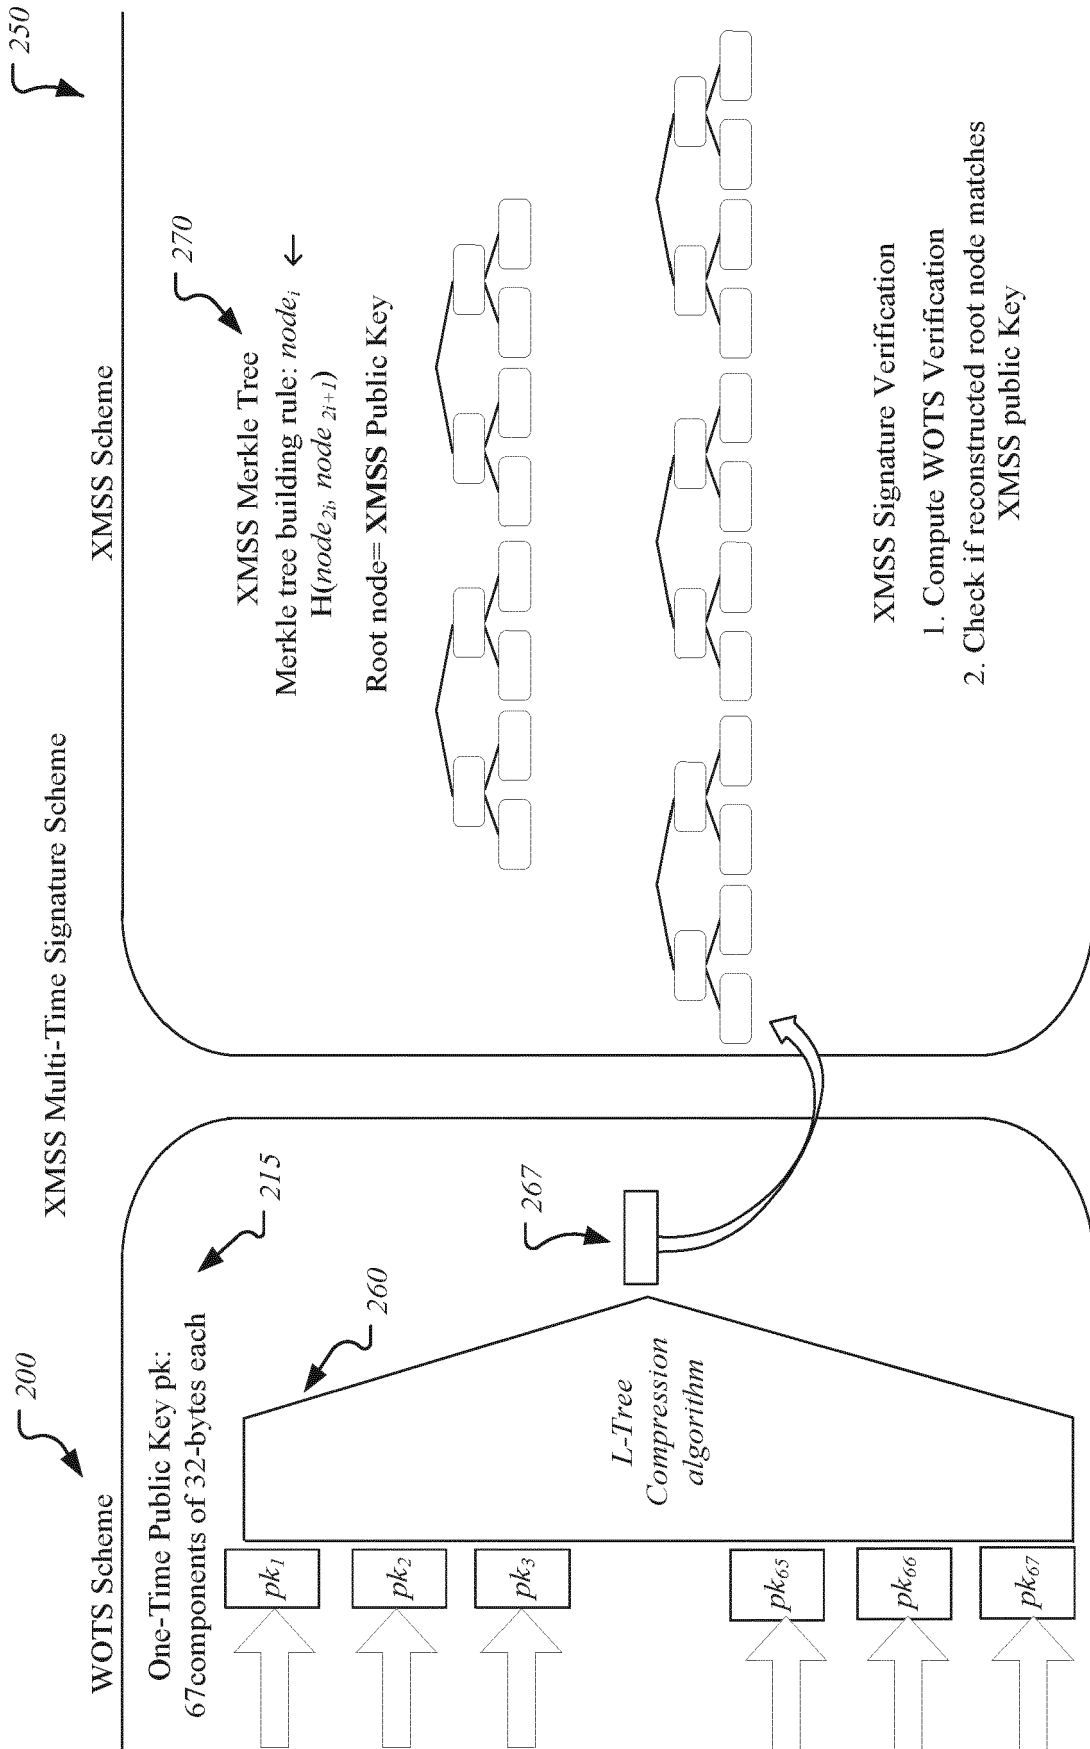 XMSS Multi-Time Signature Scheme
200
WOTS Scheme
One-Time Public Key pk:
67components of 32-bytes each
215
pk1
pk2
pk3
pk65
pk66
pk67
260
L-Tree
Compression
algorithm
267
XMSS Scheme
250
270
XMSS Merkle Tree
Merkle tree building rule: nodei ←
H(node2i, node 2i+1)
Root node= XMSS Public Key
XMSS Signature Verification
1. Compute WOTS Verification
2. Check if reconstructed root node matches
XMSS public Key